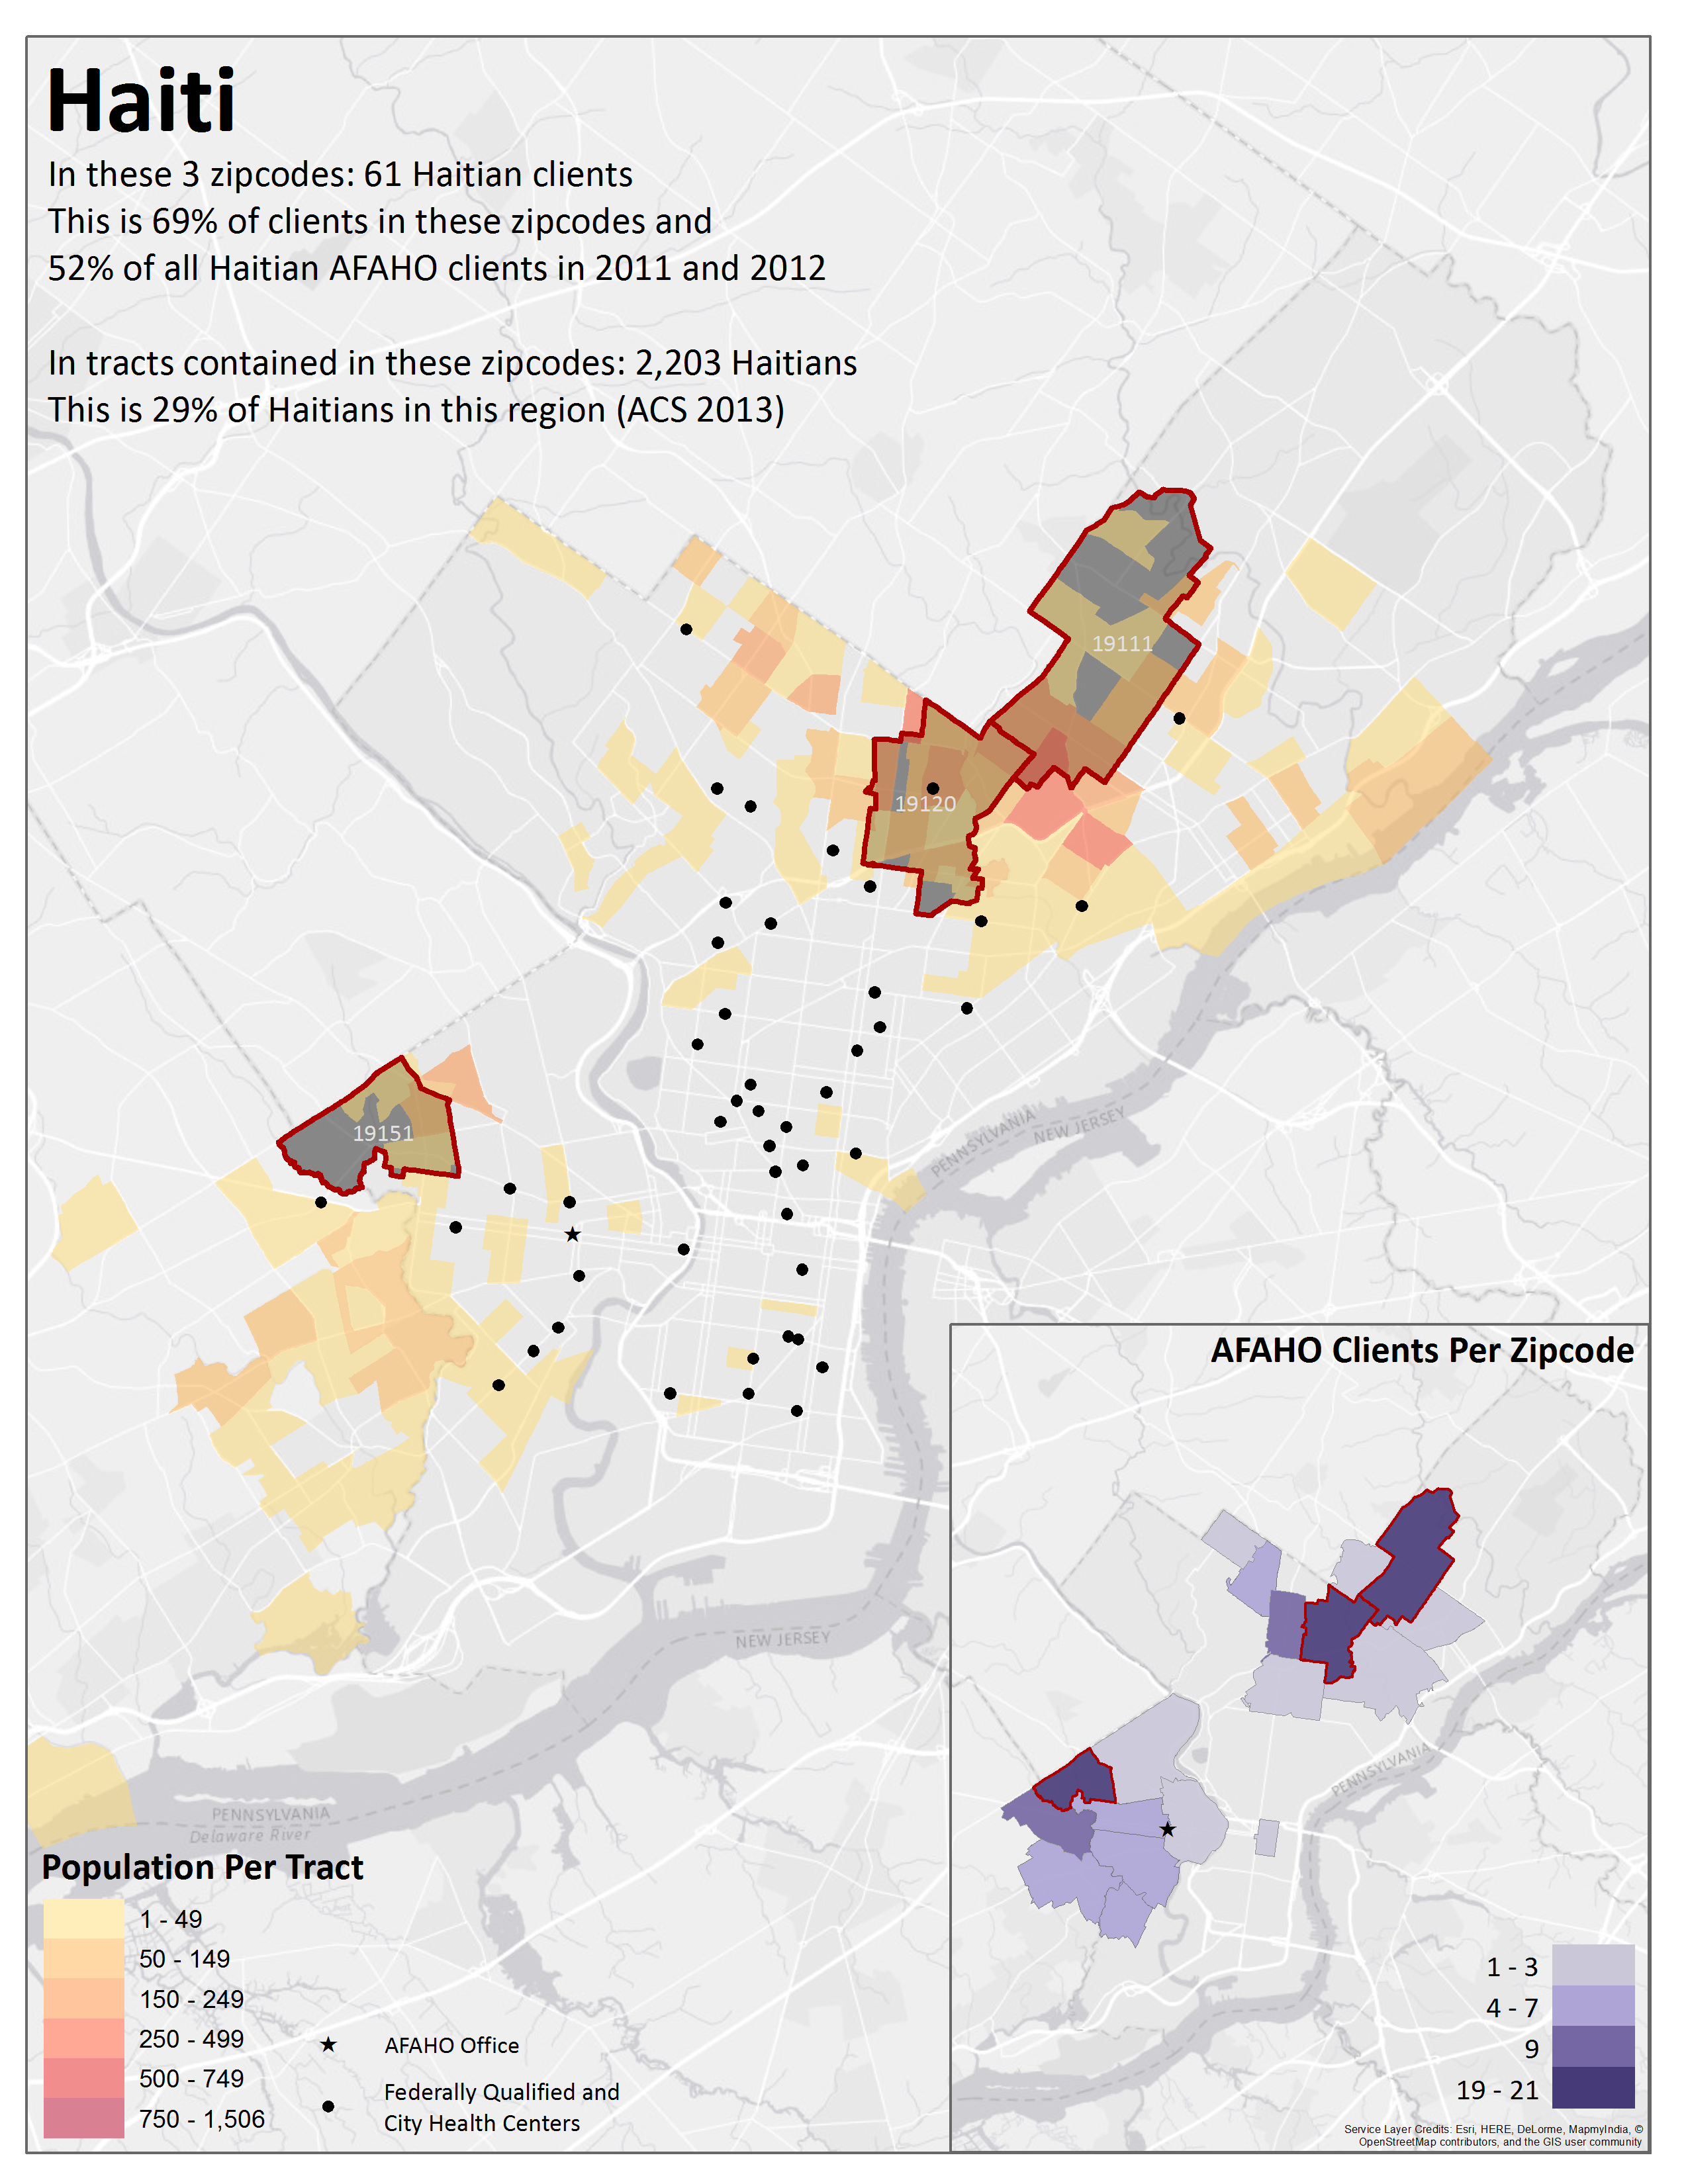 Haiti
In these 3 zipcodes: 61 Haitian clients
This is 69% of clients in these zipcodes and
52% of all Haitian AFAHO clients in 2011 and 2012
In tracts contained in these zipcodes: 2,203 Haitians
This is 29% of Haitians in this region (ACS 2013)
19111
19120
19151
PENNSYLVANIA
NEW JERSEY
NEW JERSEY
PENNSYLVANIA
Delaware River
Population Per Tract
1 - 49
50 - 149
150 - 249
250 - 499
500 - 749
750 - 1,506
AFAHO Office
Federally Qualified and
City Health Centers
AFAHO Clients Per Zipcode
PENNSYLVANIA
1 - 3
4 - 7
9
19 - 21
Service Layer Credits: Esri, HERE, DeLorme, MapmyIndia, ©
OpenStreetMap contributors, and the GIS user community